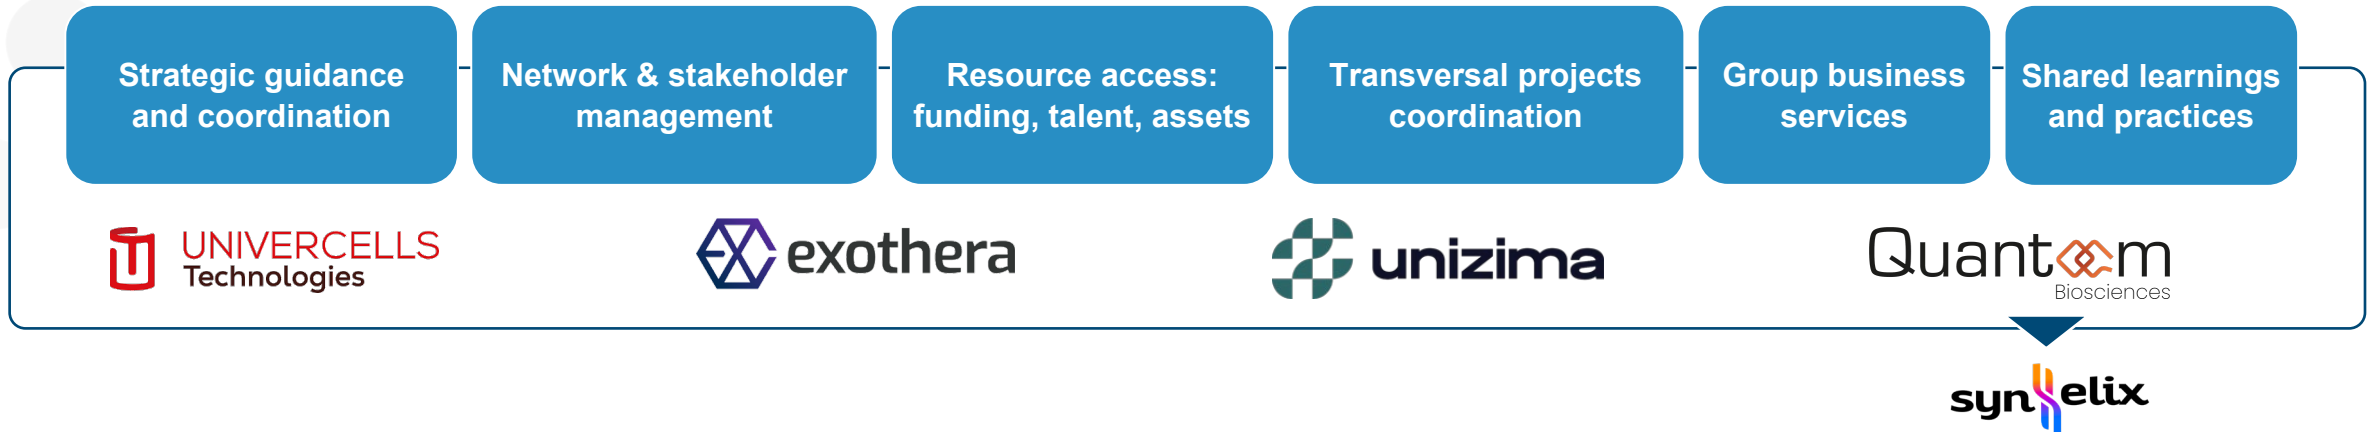 Strategic guidance
and coordination
Network & stakeholder
management
Resource access:
funding, talent, assets
Transversal projects
coordination
Group business
services
Shared learnings
and practices
UNIVERCELLS
Technologies
exothera
unizima
Quantoom
Biosciences
synhelix